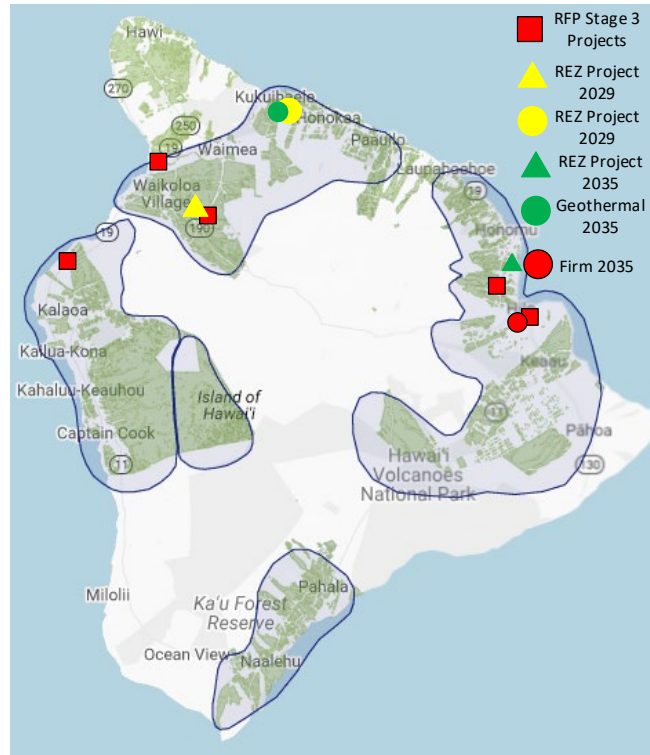 Hawi
270
Kukuihaele
Honokaa
250
19
Waimea
Paauilo
Laupahoehoe
Waikoloa
Village
190
19
Honomu
19
Kalaoa
Hilo
Kailua-Kona
Keaau
Kahaluu-Keauhou
Island of
Hawai'i
11
Captain Cook
Pāhoa
11
Hawai'i
Volcanoes
National Park
130
Milolii
Pahala
Ka'u Forest
Reserve
Ocean View
Naalehu
RFP Stage 3
Projects
REZ Project
2029
REZ Project
2029
REZ Project
2035
Geothermal
2035
Firm 2035